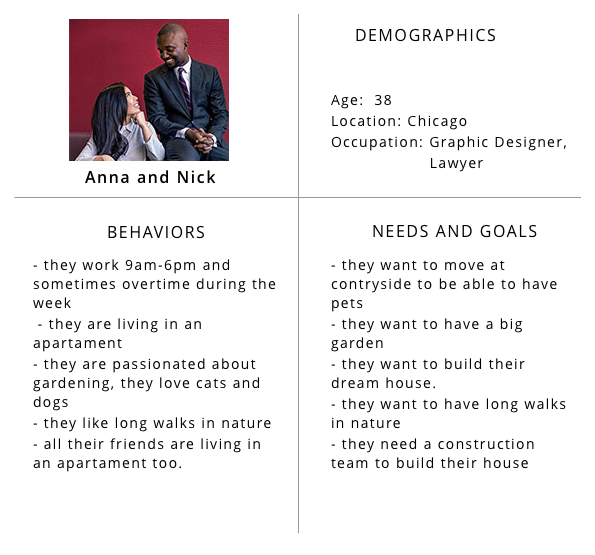 Anna and Nick
DEMOGRAPHICS
Age: 38
Location: Chicago
Occupation: Graphic Designer,
Lawyer
BEHAVIORS
- they work 9am-6pm and
sometimes overtime during the
week
- they are living in an
apartament
- they are passionated about
gardening, they love cats and
dogs
- they like long walks in nature
- all their friends are living in
an apartament too.
NEEDS AND GOALS
- they want to move at
contryside to be able to have
pets
- they want to have a big
garden
- they want to build their
dream house.
- they want to have long walks
in nature
- they need a construction
team to build their house